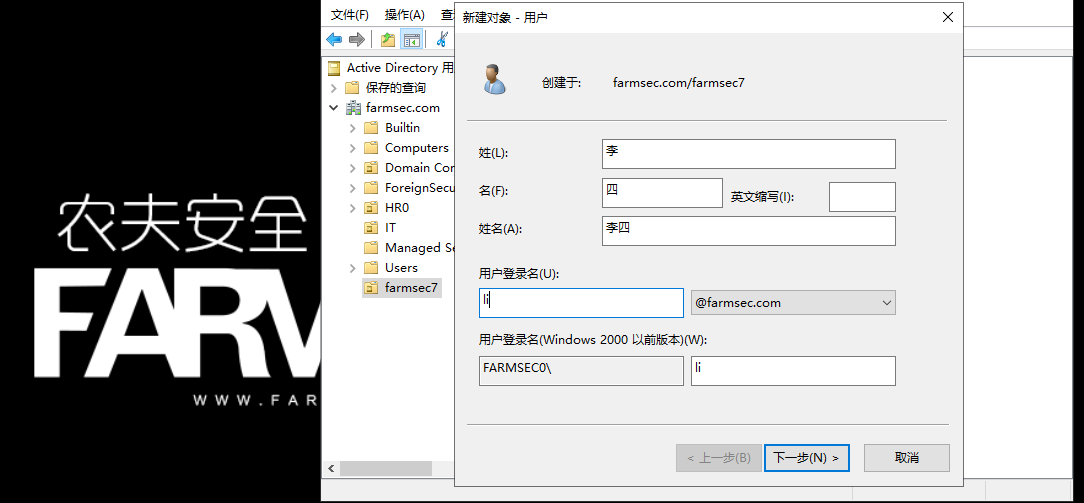 文件(F) 操作(A) 查
Active Directory 用
保存的查询
farmsec.com
Builtin
Computers
Domain Cor
ForeignSecu
HR0
IT
Managed Se
Users
farmsec7
农夫安全
FARM
WWW.FAR
新建对象 - 用户
创建于: farmsec.com/farmsec7
姓(L): 李
名(F): 四 英文缩写(I):
姓名(A): 李四
用户登录名(U):
li @farmsec.com
用户登录名(Windows 2000 以前版本)(W):
FARMSEC0\ li
< 上一步(B) 下一步(N) > 取消